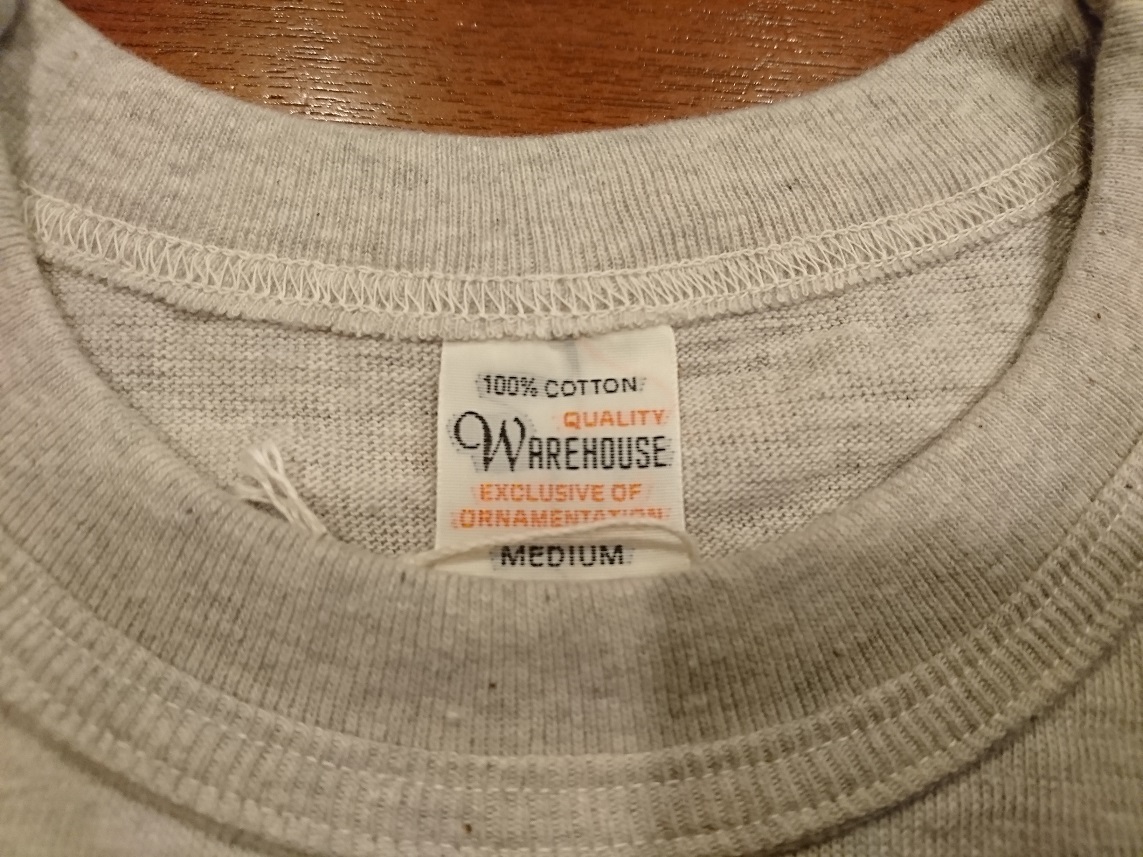 100% COTTON
QUALITY
WAREHOUSE
EXCLUSIVE OF
ORNAMENTATION
MEDIUM